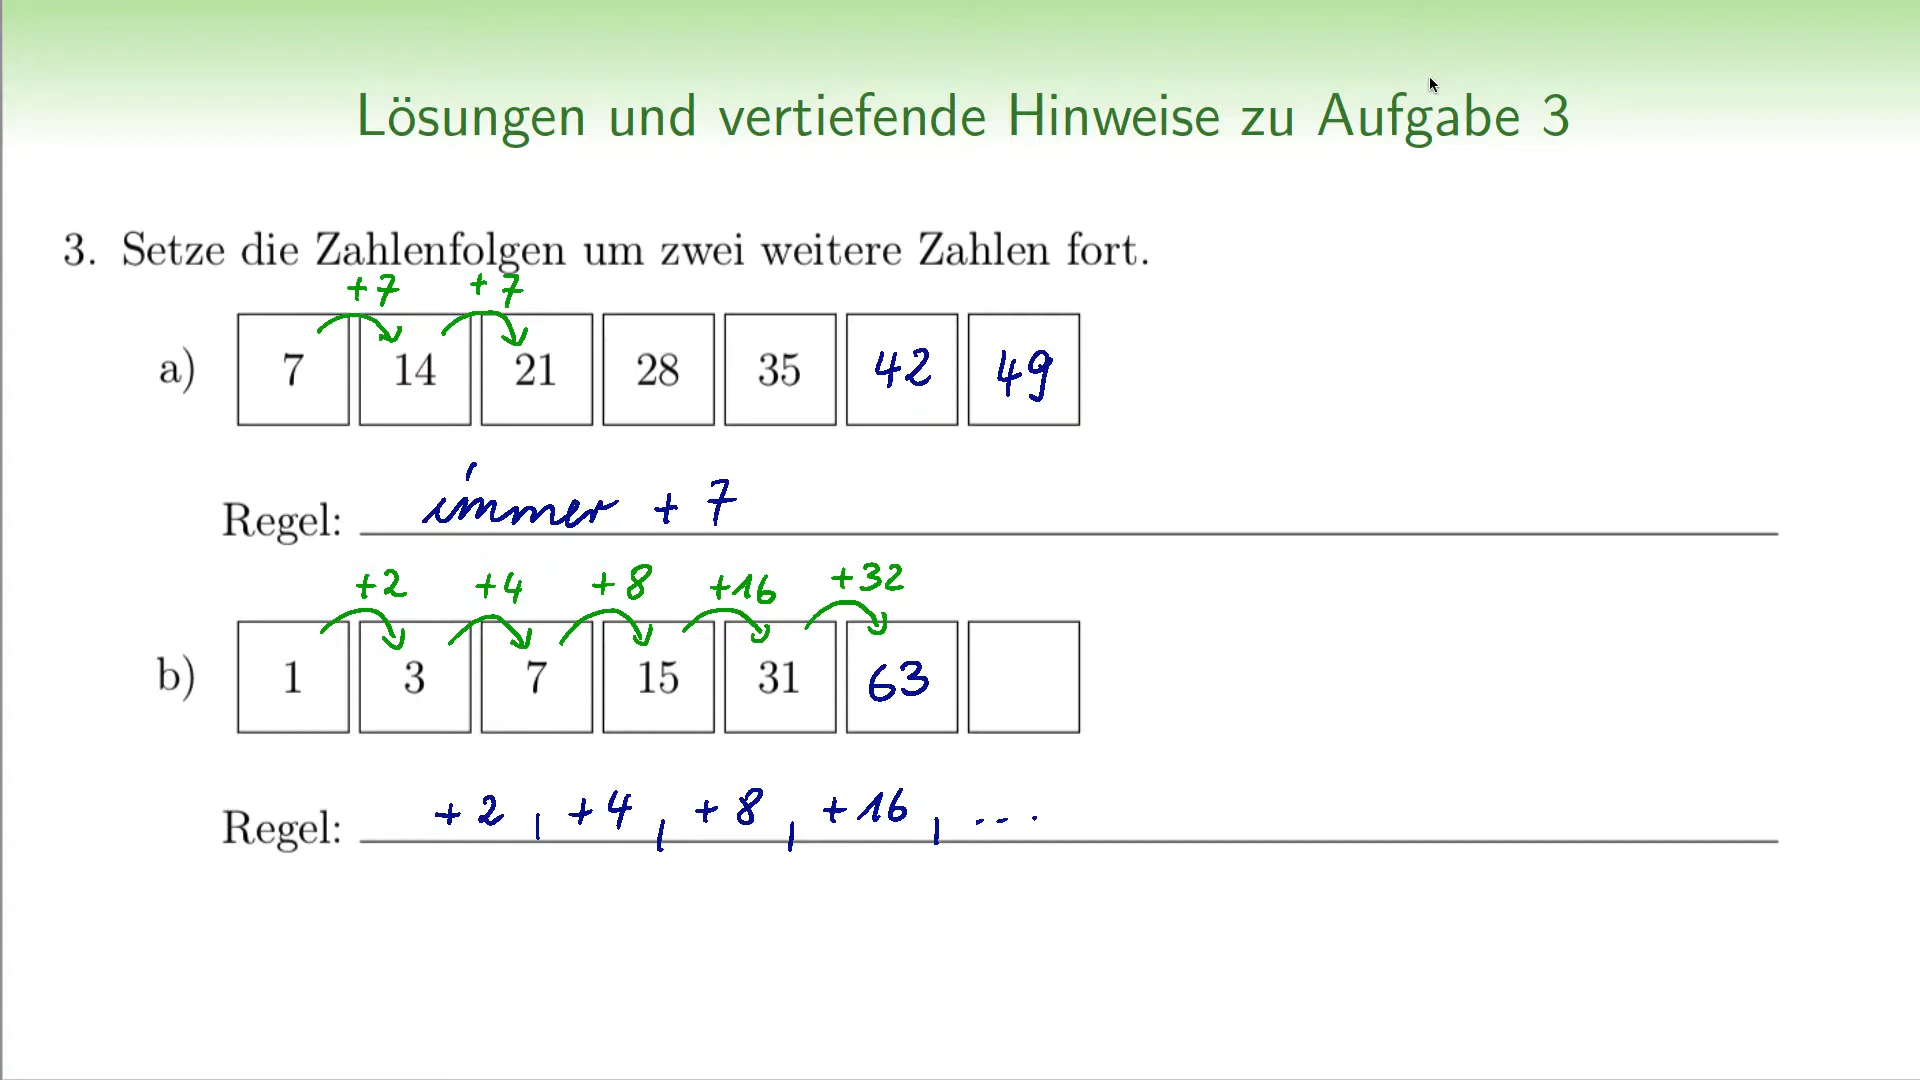 Lösungen und vertiefende Hinweise zu Aufgabe 3
3. Setze die Zahlenfolgen um zwei weitere Zahlen fort.
+7 +7
a) 7 14 21 28 35 42 49
Regel: immer + 7
+2 +4 +8 +16 +32
b) 1 3 7 15 31 63
Regel: +2, +4, +8, +16, ...